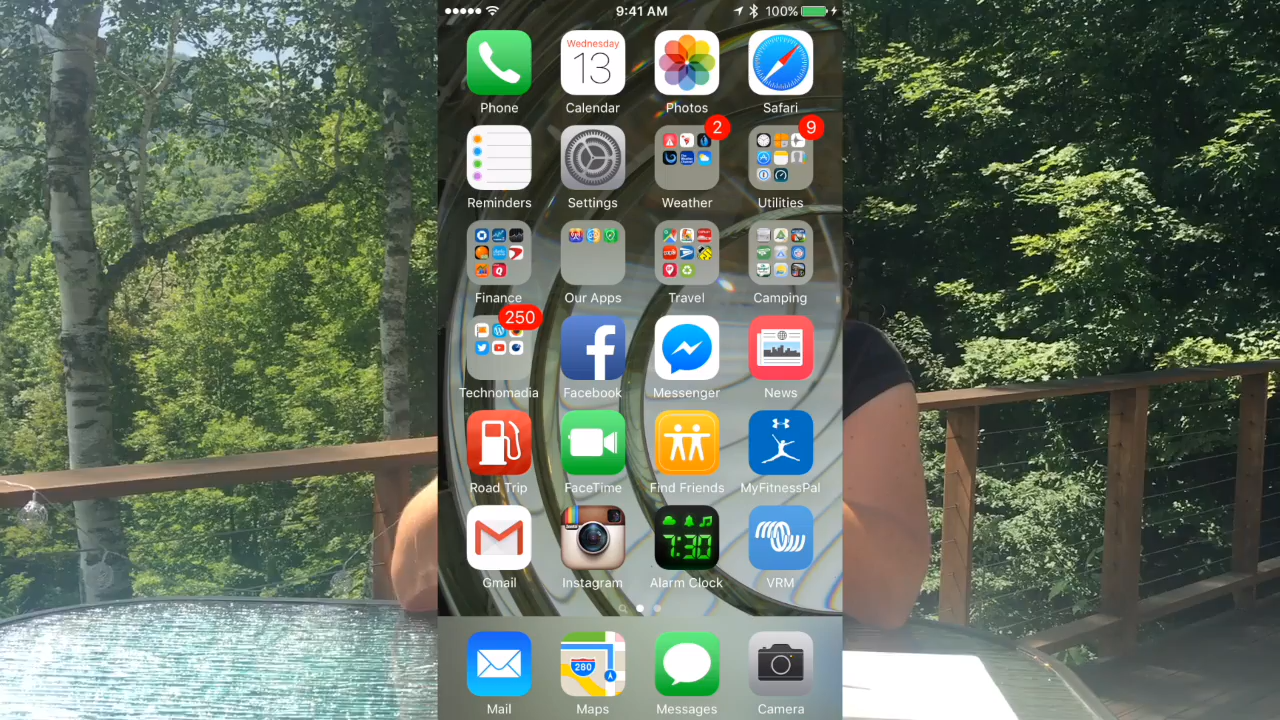 9:41 AM
100%
Wednesday
13
Phone
Calendar
Photos
Safari
2
9
Reminders
Settings
Weather
Utilities
Finance
Our Apps
Travel
Camping
250
Technomadia
Facebook
Messenger
News
Road Trip
FaceTime
Find Friends
MyFitnessPal
7:30
Gmail
Instagram
Alarm Clock
VRM
280
Mail
Maps
Messages
Camera